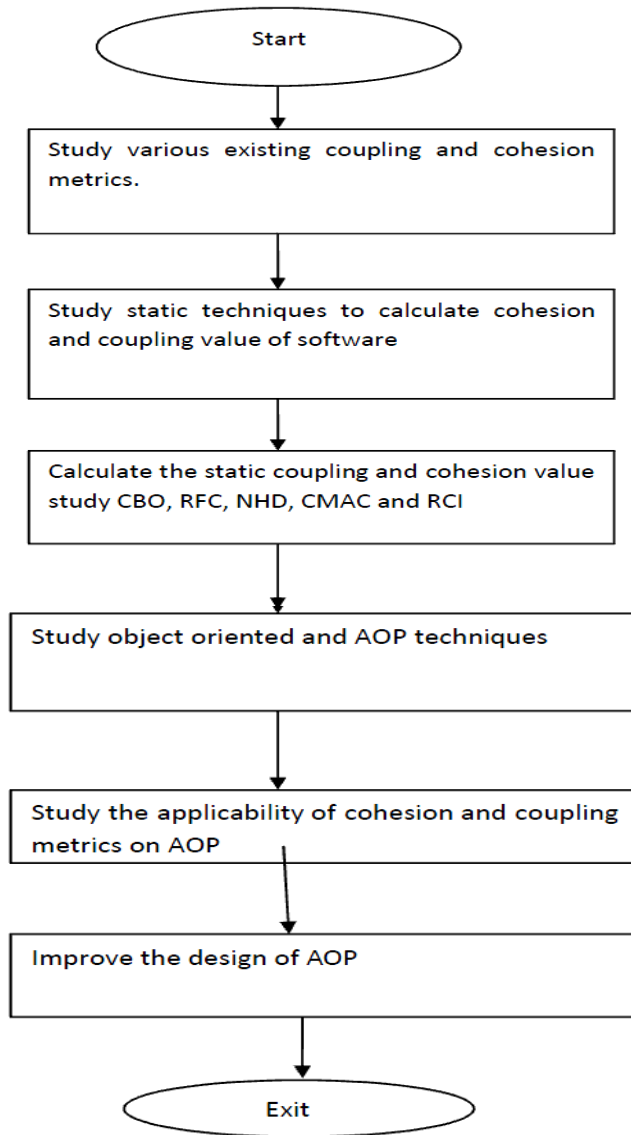 Start
Study various existing coupling and cohesion
metrics.
Study static techniques to calculate cohesion
and coupling value of software
Calculate the static coupling and cohesion value
study CBO, RFC, NHD, CMAC and RCI
Study object oriented and AOP techniques
Study the applicability of cohesion and coupling
metrics on AOP
Improve the design of AOP
Exit